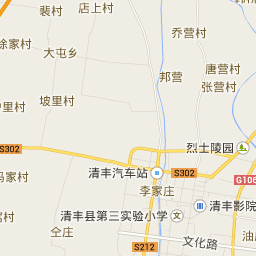 裴村
店上村
乔营村
徐家村
大屯乡
唐营村
邦营
张营村
坡里村
里村
S302
烈士陵园
清丰汽车站
S302
冯家村
G106
李家庄
清丰影院
清丰县第三实验小学
仝庄
S212
文化路
油